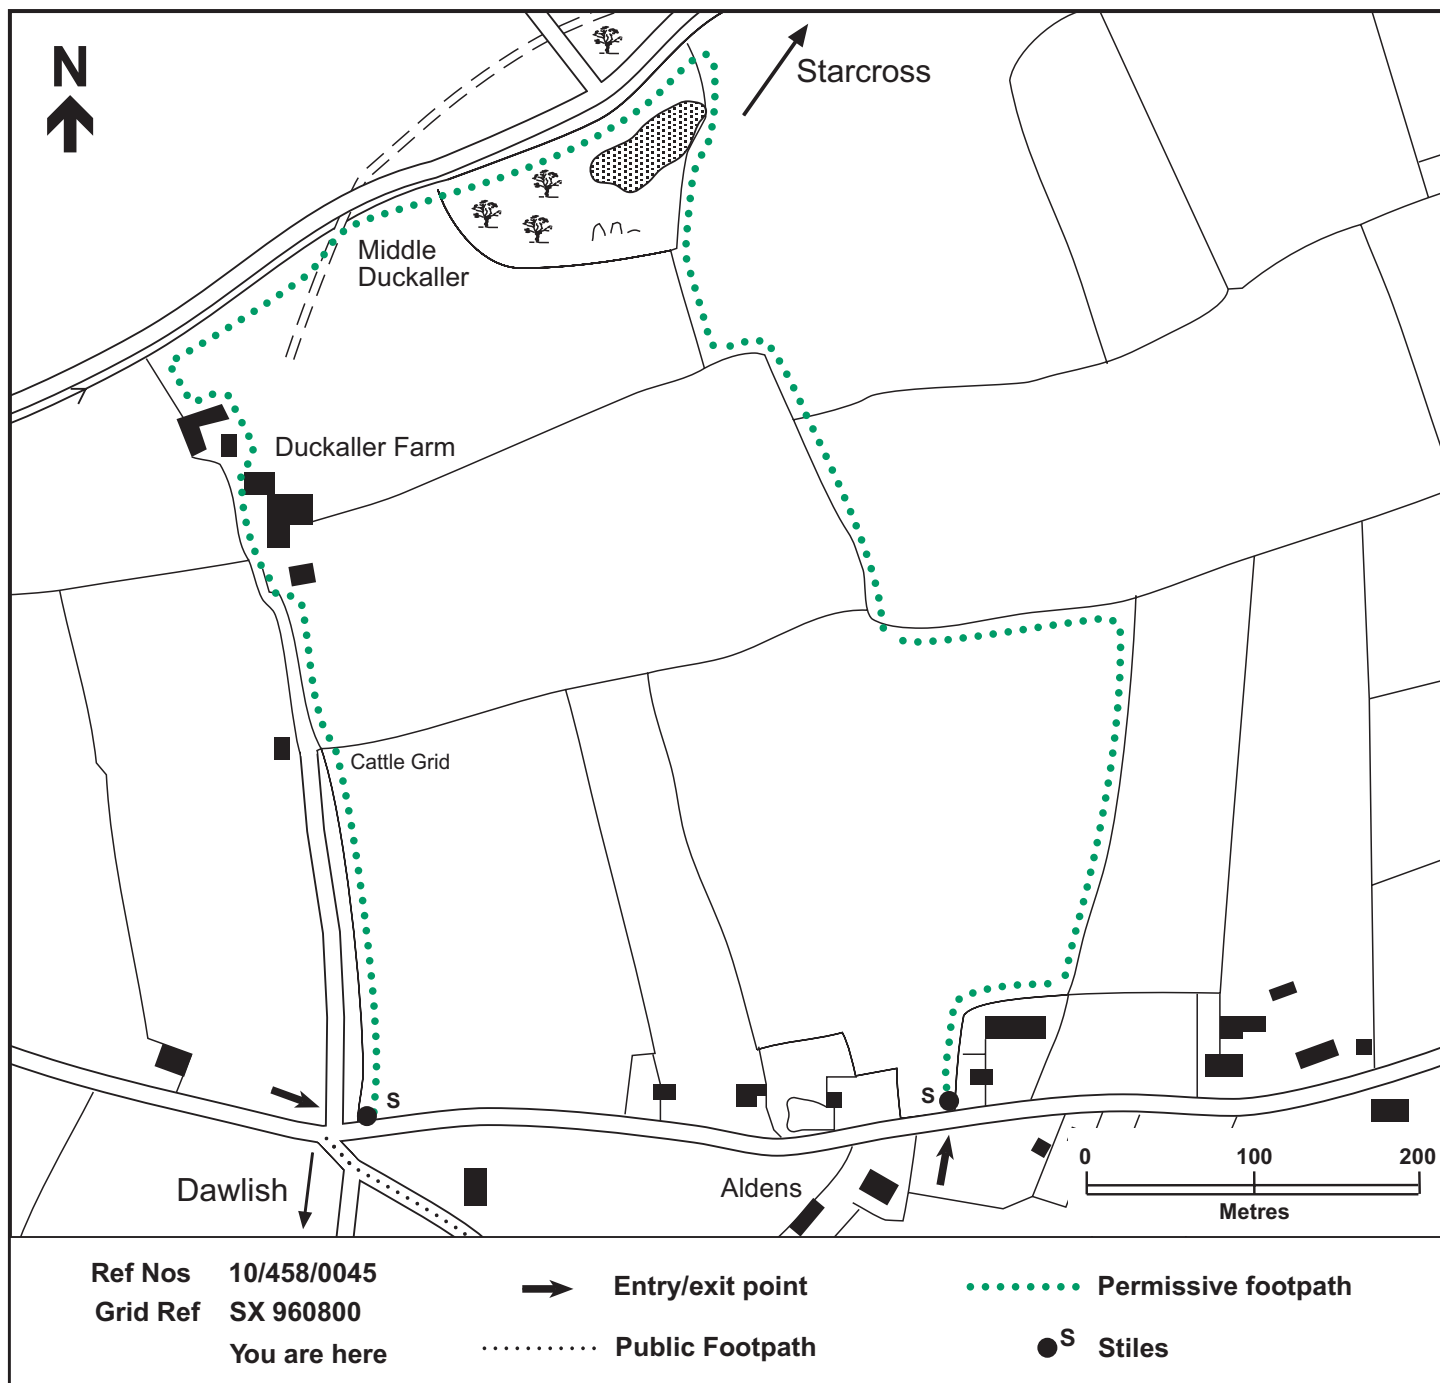 N
Starcross
Middle
Duckaller
Duckaller Farm
Cattle Grid
S
S
Dawlish
Aldens
0 100 200
Metres
Ref Nos 10/458/0045
Grid Ref SX 960800
You are here
Entry/exit point
Public Footpath
Permissive footpath
S Stiles